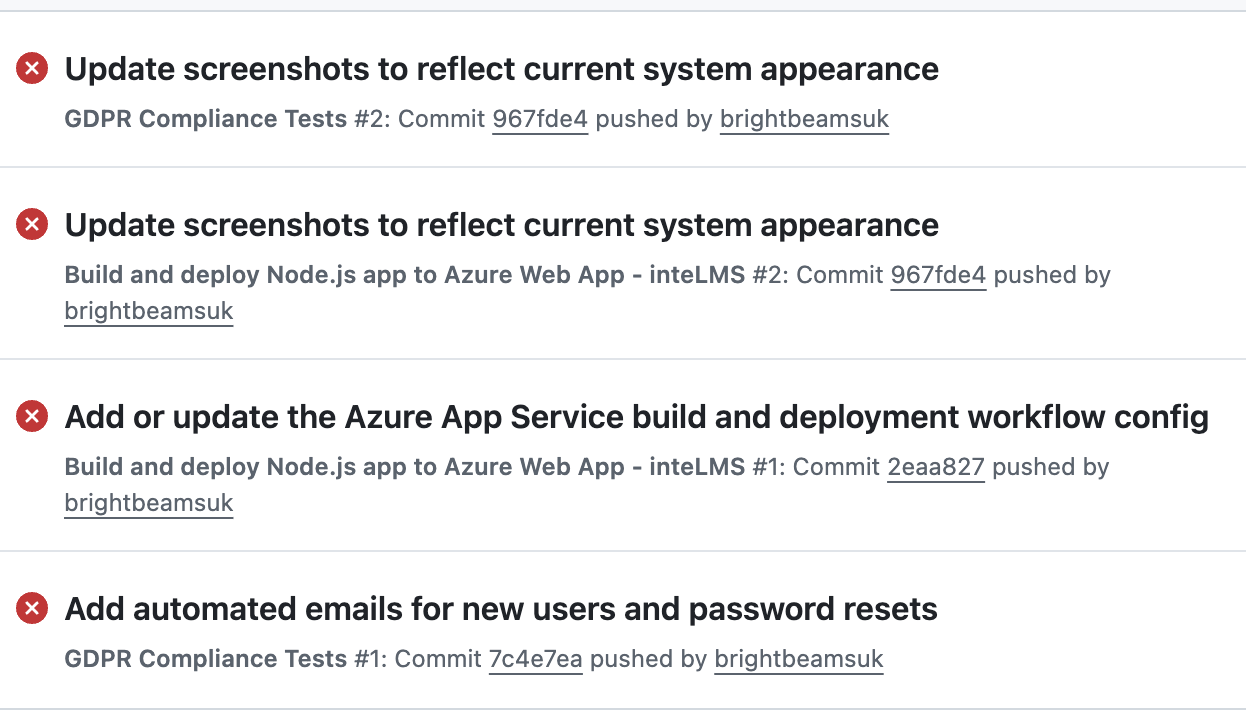 Update screenshots to reflect current system appearance
GDPR Compliance Tests #2: Commit 967fde4 pushed by brightbeamsuk
Update screenshots to reflect current system appearance
Build and deploy Node.js app to Azure Web App - inteLMS #2: Commit 967fde4 pushed by
brightbeamsuk
Add or update the Azure App Service build and deployment workflow config
Build and deploy Node.js app to Azure Web App - inteLMS #1: Commit 2eaa827 pushed by
brightbeamsuk
Add automated emails for new users and password resets
GDPR Compliance Tests #1: Commit 7c4e7ea pushed by brightbeamsuk